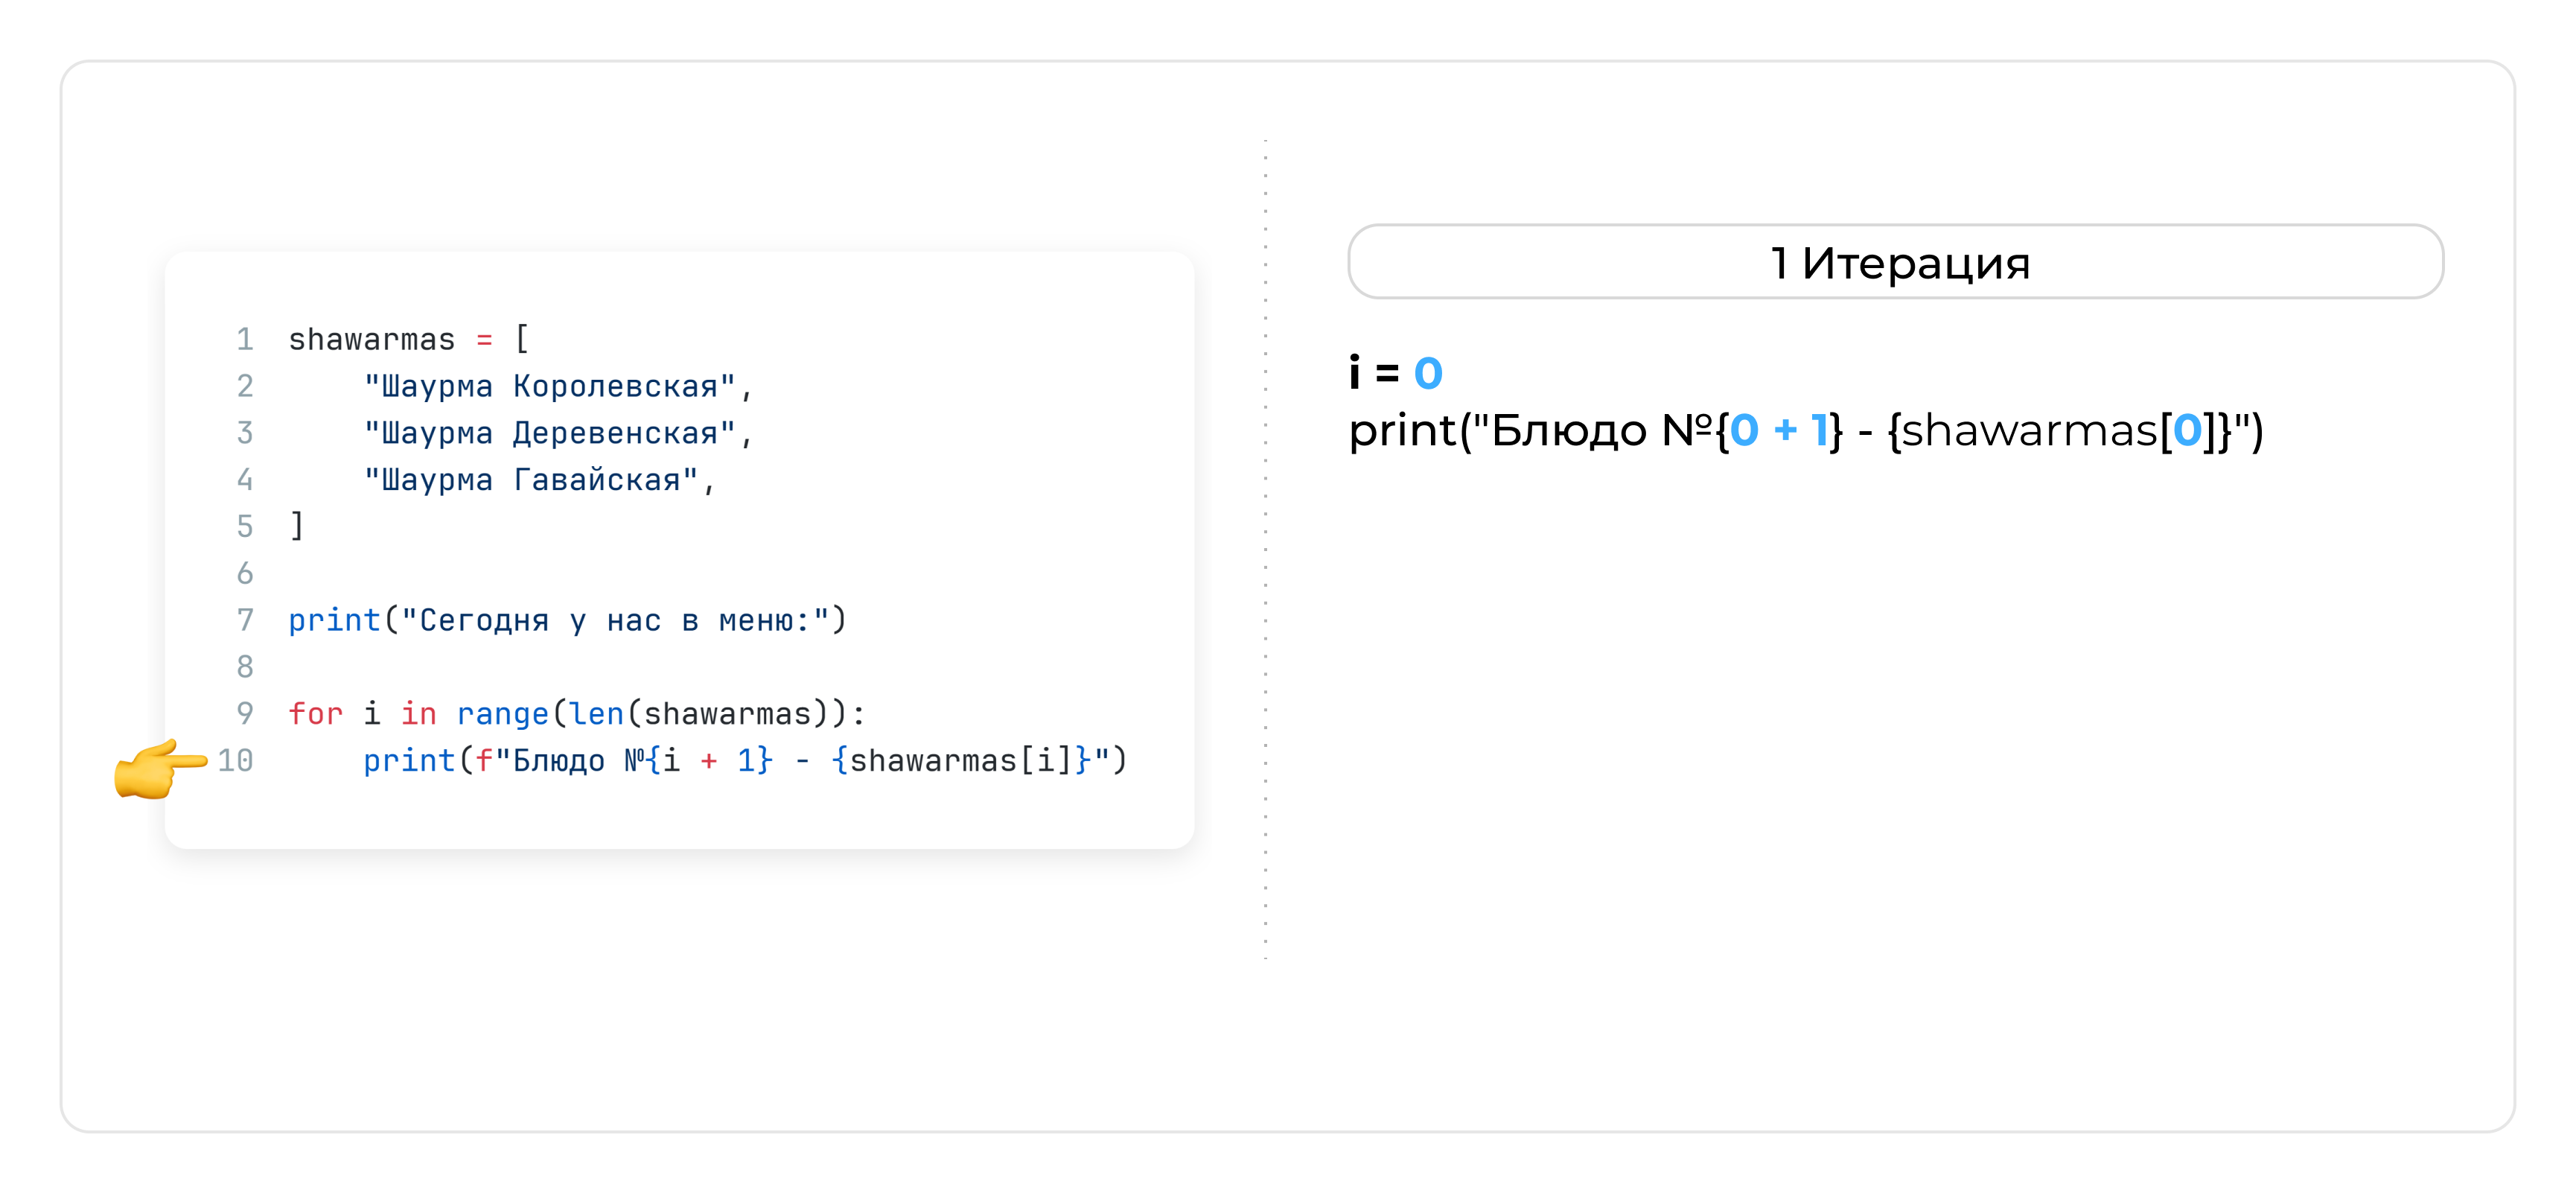 1 shawarmas = [
2     "Шаурма Королевская",
3     "Шаурма Деревенская",
4     "Шаурма Гавайская",
5 ]
6
7 print("Сегодня у нас в меню:")
8
9 for i in range(len(shawarmas)):
10     print(f"Блюдо №{i + 1} - {shawarmas[i]}")
1 Итерация
i = 0
print("Блюдо №{0 + 1} - {shawarmas[0]}")